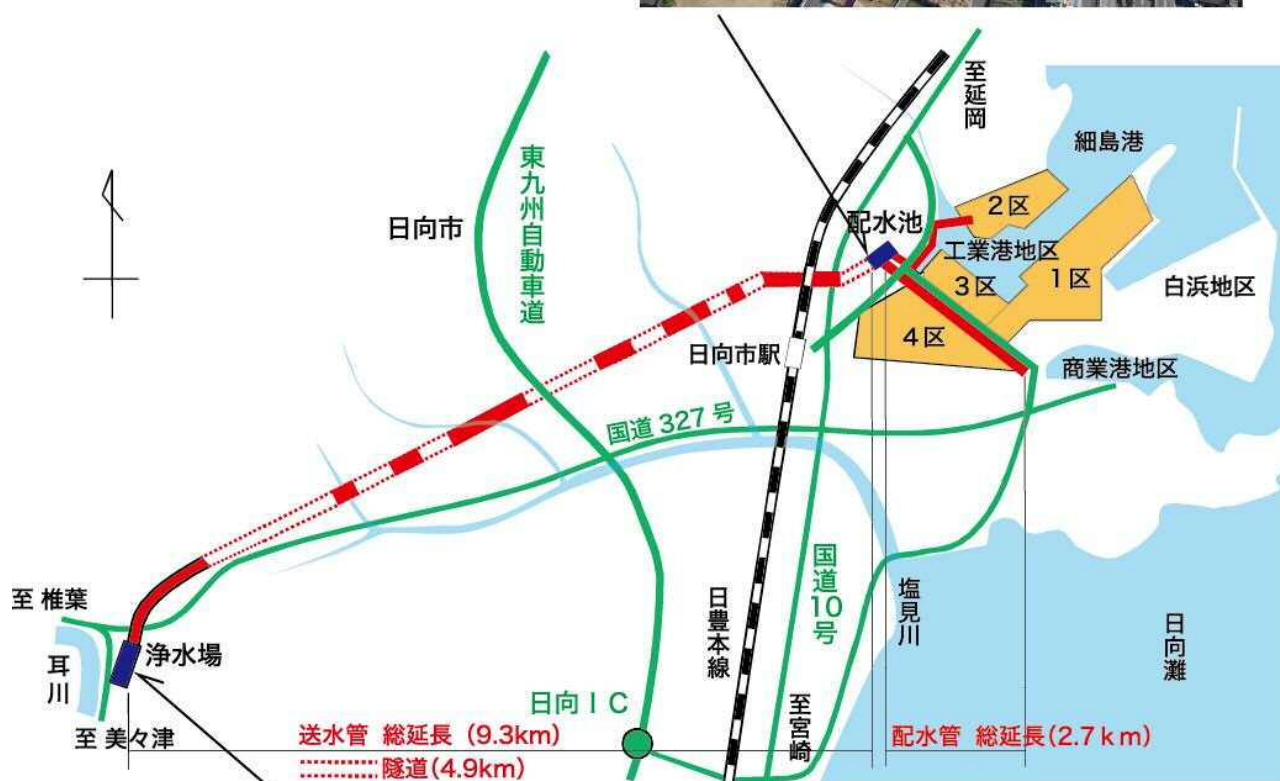 至延岡
細島港
東九州自動車道
日向市
配水池
2区
工業港地区
3区
1区
白浜地区
4区
日向市駅
商業港地区
国道 327 号
至 椎葉
浄水場
耳川
至 美々津
日向IC
日豊本線
国道10号
至宮崎
塩見川
日向灘
送水管 総延長 (9.3km)
隧道(4.9km)
配水管 総延長(2.7km)